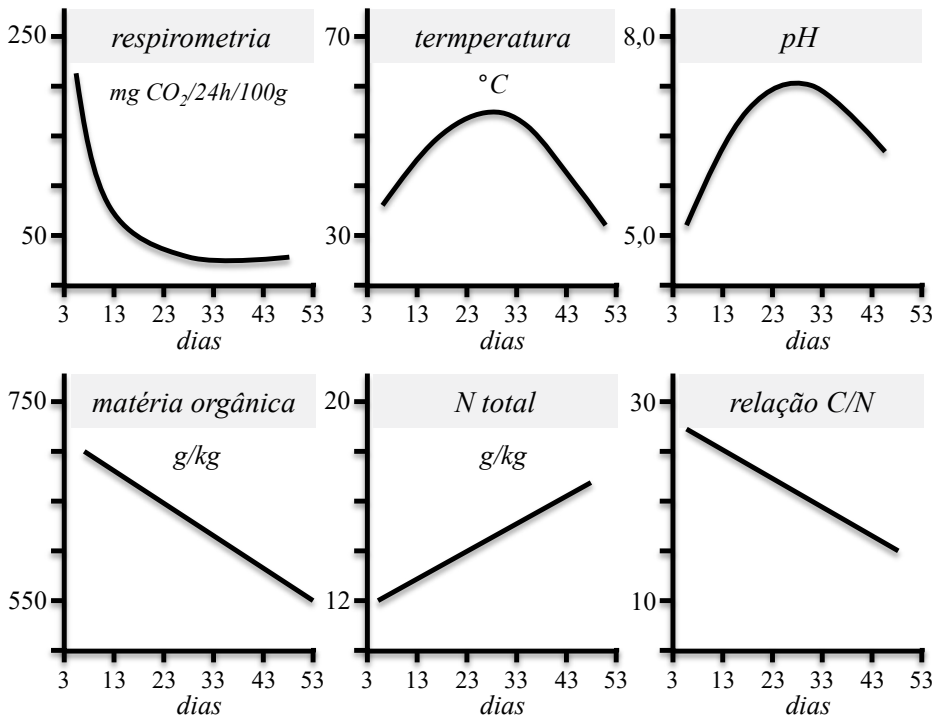 250
respirometria
mg CO₂/24h/100g
50
3 13 23 33 43 53
dias
70
termperatura
°C
30
3 13 23 33 43 53
dias
8,0
pH
5,0
3 13 23 33 43 53
dias
750
matéria orgânica
g/kg
550
3 13 23 33 43 53
dias
20
N total
g/kg
12
3 13 23 33 43 53
dias
30
relação C/N
10
3 13 23 33 43 53
dias